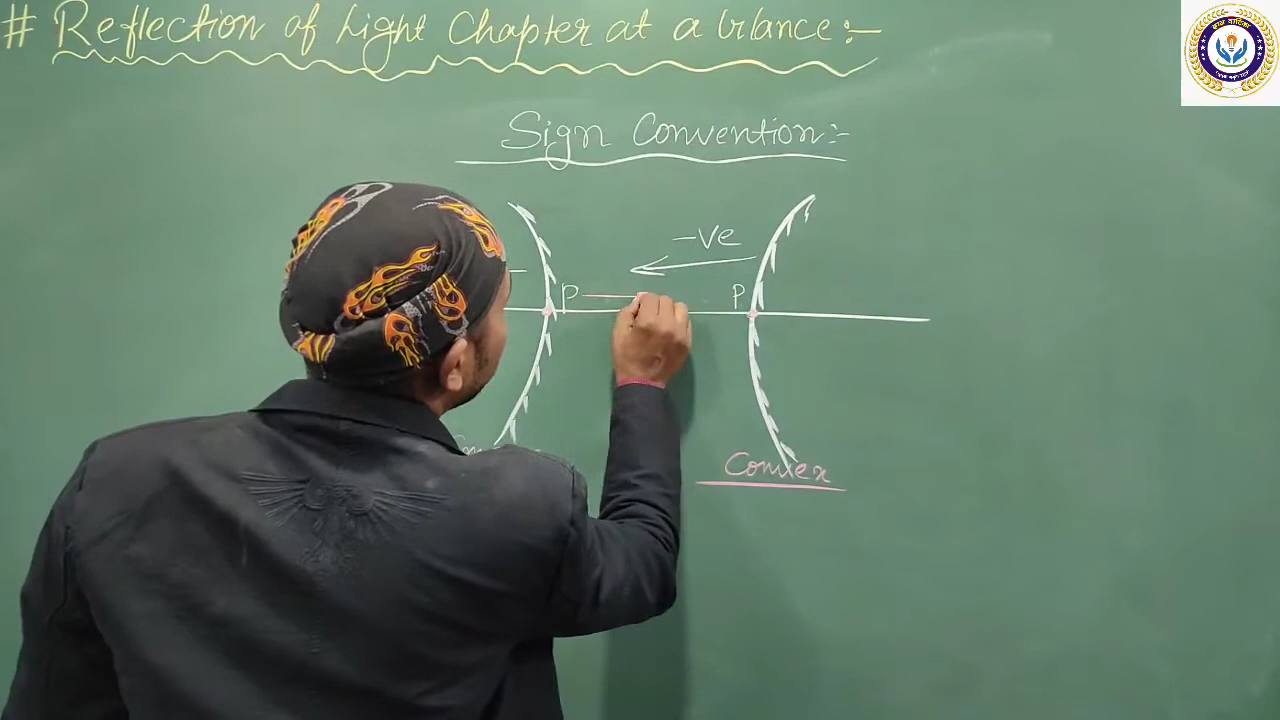 # Reflection of Light Chapter at a Glance:-
Sign Convention:-
-ve
P
P
Convex